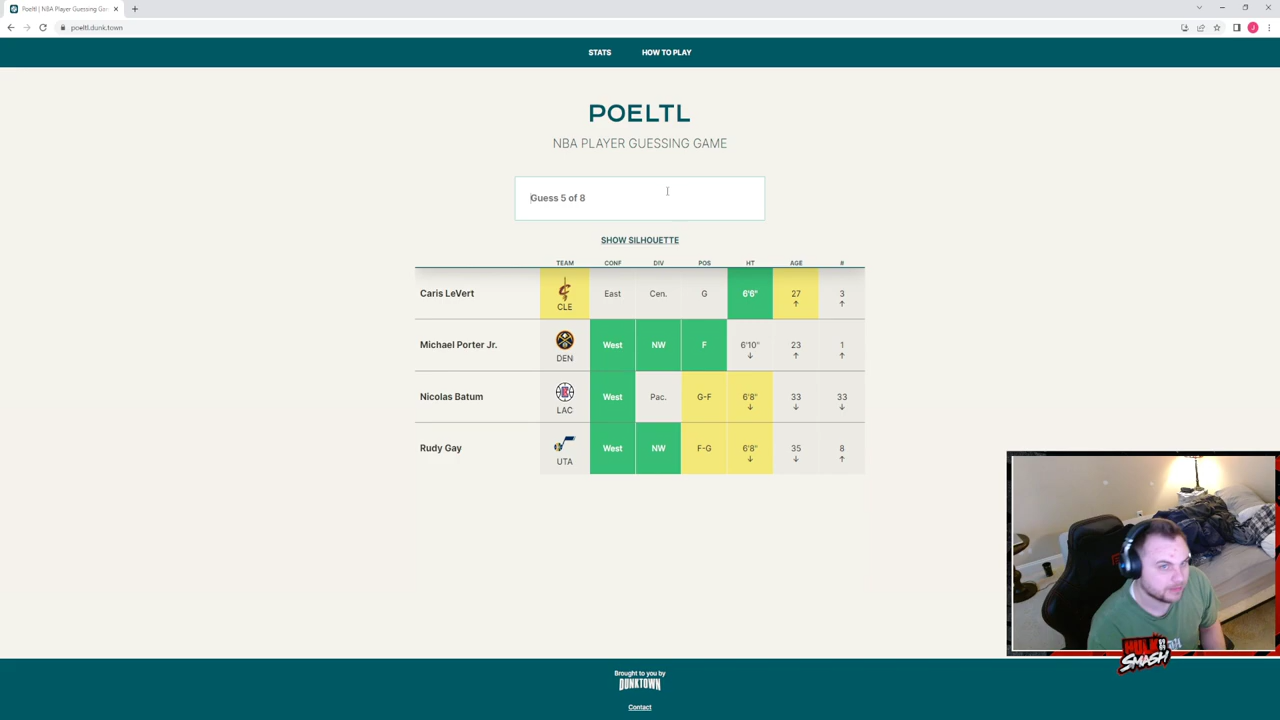 Poeltl | NBA Player Guessing Ga
poeltl.dunk.town
J
STATS HOW TO PLAY
POELTL
NBA PLAYER GUESSING GAME
Guess 5 of 8
SHOW SILHOUETTE
TEAM CONF DIV POS HT AGE #
Caris LeVert CLE East Cen. G 6'6" 27 ↑ 3 ↑
Michael Porter Jr. DEN West NW F 6'10" ↓ 23 ↑ 1 ↑
Nicolas Batum LAC West Pac. G-F 6'8" ↓ 33 ↓ 33 ↓
Rudy Gay UTA West NW F-G 6'8" ↓ 35 ↓ 8 ↑
HULK
SMASH
Brought to you by
DUNKTOWN
Contact